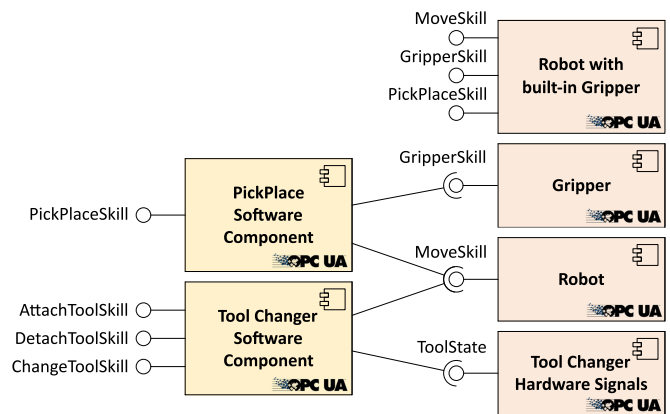 MoveSkill
GripperSkill
PickPlaceSkill
Robot with
built-in Gripper
OPC UA
GripperSkill
Gripper
OPC UA
PickPlaceSkill
PickPlace
Software
Component
OPC UA
MoveSkill
Robot
OPC UA
AttachToolSkill
DetachToolSkill
ChangeToolSkill
Tool Changer
Software
Component
OPC UA
ToolState
Tool Changer
Hardware Signals
OPC UA